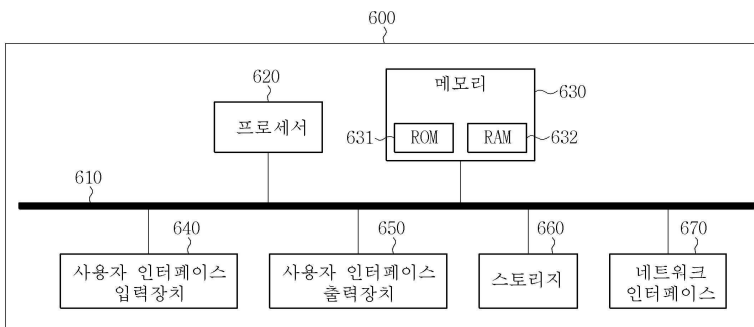 600
620
프로세서
메모리
630
631
ROM
RAM
632
610
640
사용자 인터페이스
입력장치
650
사용자 인터페이스
출력장치
660
스토리지
670
네트워크
인터페이스